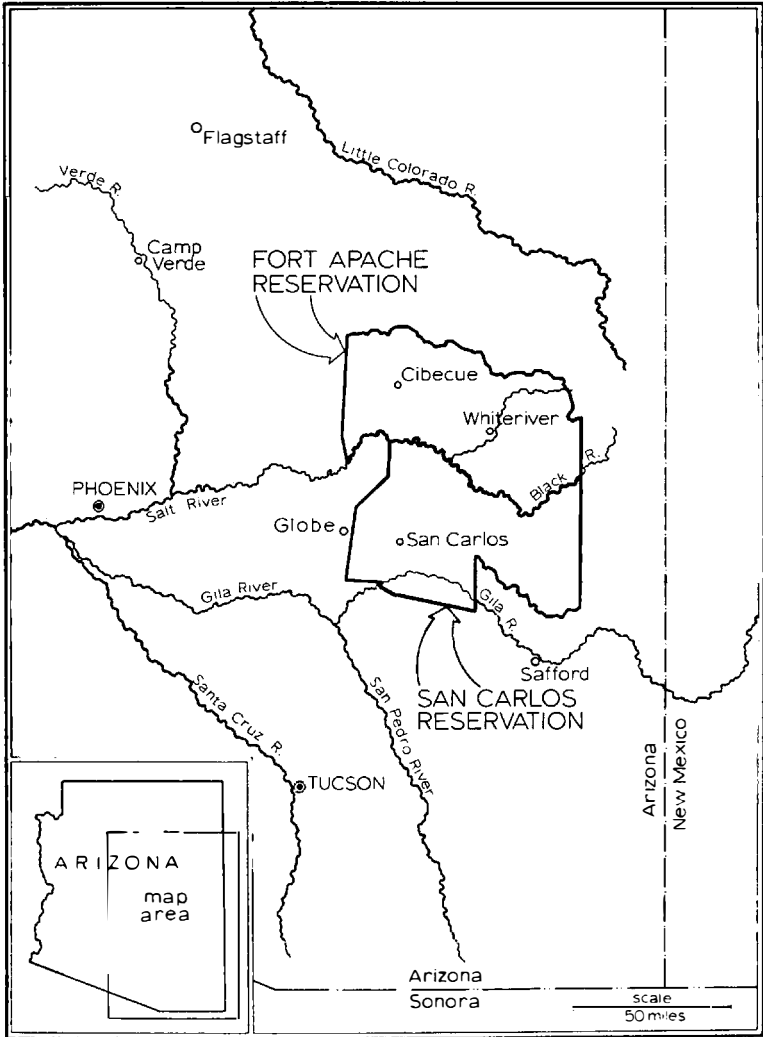 Flagstaff
Little Colorado R.
Verde R.
Camp
Verde
FORT APACHE
RESERVATION
Cibecue
Whiteriver
Black R.
PHOENIX
Salt River
Globe
San Carlos
Gila River
Gila R.
Safford
SAN CARLOS
RESERVATION
Santa Cruz R.
San Pedro River
TUCSON
Arizona
New Mexico
ARIZONA
map
area
Arizona
Sonora
scale
50 miles